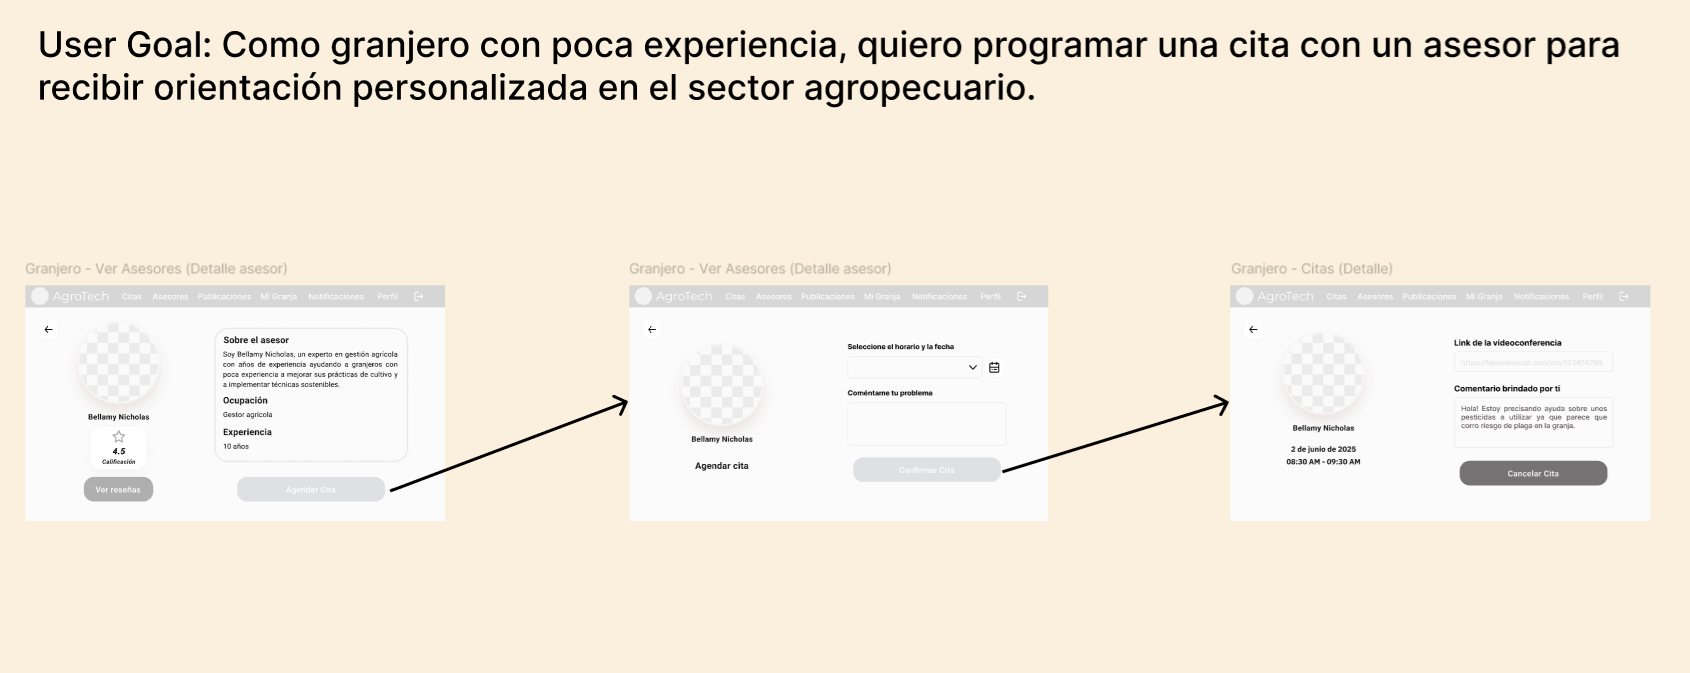 User Goal: Como granjero con poca experiencia, quiero programar una cita con un asesor para
recibir orientación personalizada en el sector agropecuario.
Granjero - Ver Asesores (Detalle asesor)
AgroTech Citas Asesores Publicaciones Mi Granja Notificaciones Perfil
Bellamy Nicholas
4.5
Calificación
Ver reseñas
Sobre el asesor
Soy Bellamy Nicholas, un experto en gestión agrícola
con años de experiencia ayudando a granjeros con
poca experiencia a mejorar sus prácticas de cultivo y
a implementar técnicas sostenibles.
Ocupación
Gestor agrícola
Experiencia
10 años
Agendar Cita
Granjero - Ver Asesores (Detalle asesor)
AgroTech Citas Asesores Publicaciones Mi Granja Notificaciones Perfil
Bellamy Nicholas
Agendar cita
Seleccione el horario y la fecha
Coméntame tu problema
Confirmar Cita
Granjero - Citas (Detalle)
AgroTech Citas Asesores Publicaciones Mi Granja Notificaciones Perfil
Bellamy Nicholas
2 de junio de 2025
08:30 AM - 09:30 AM
Link de la videoconferencia
Comentario brindado por ti
Hola! Estoy precisando ayuda sobre unos
pesticidas a utilizar ya que parece que
corro riesgo de plaga en la granja.
Cancelar Cita